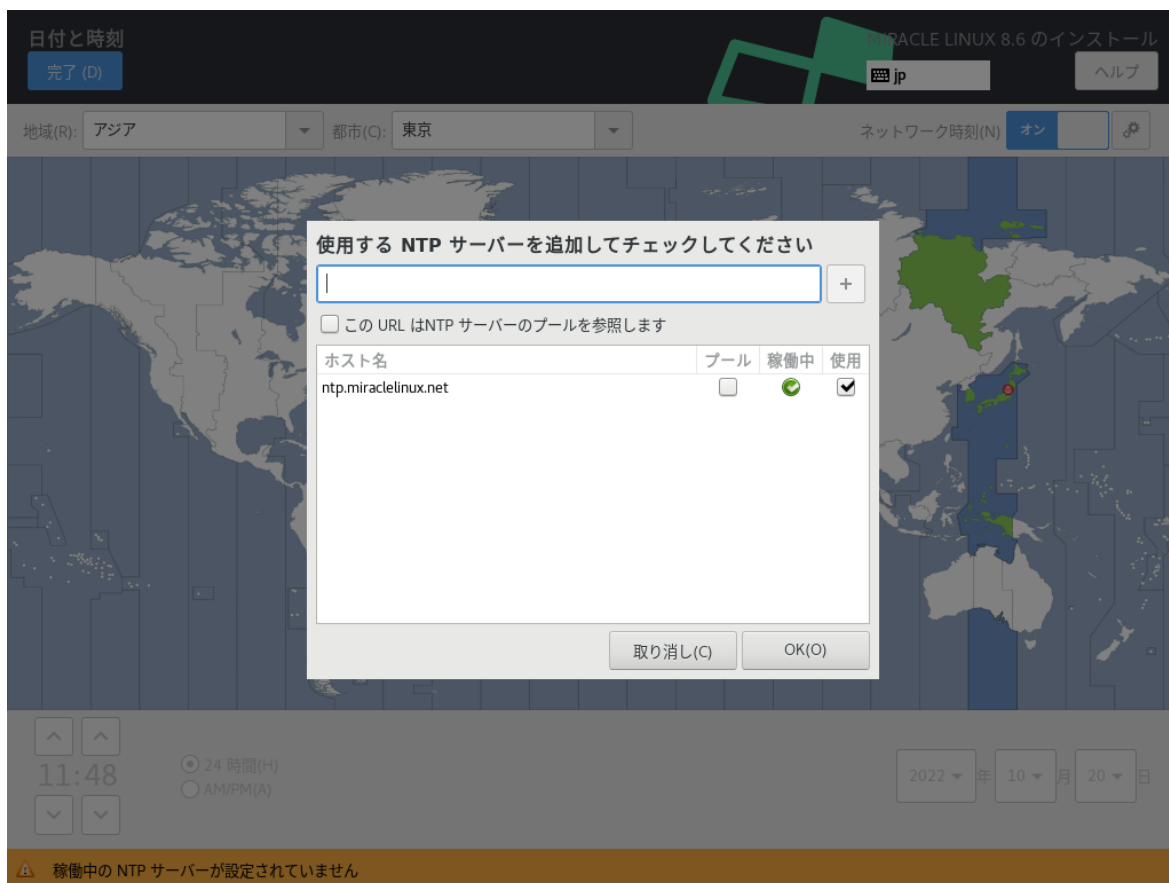 日付と時刻
MIRACLE LINUX 8.6 のインストール
完了 (D)
jp
ヘルプ
地域(R): アジア 都市(C): 東京 ネットワーク時刻(N) オン
使用する NTP サーバーを追加してチェックしてください
+
この URL はNTP サーバーのプールを参照します
ホスト名 プール 稼働中 使用
ntp.miraclelinux.net
取り消し(C) OK(O)
11:48
24 時間(H)
AM/PM(A)
2022 年 10 月 20 日
稼働中の NTP サーバーが設定されていません